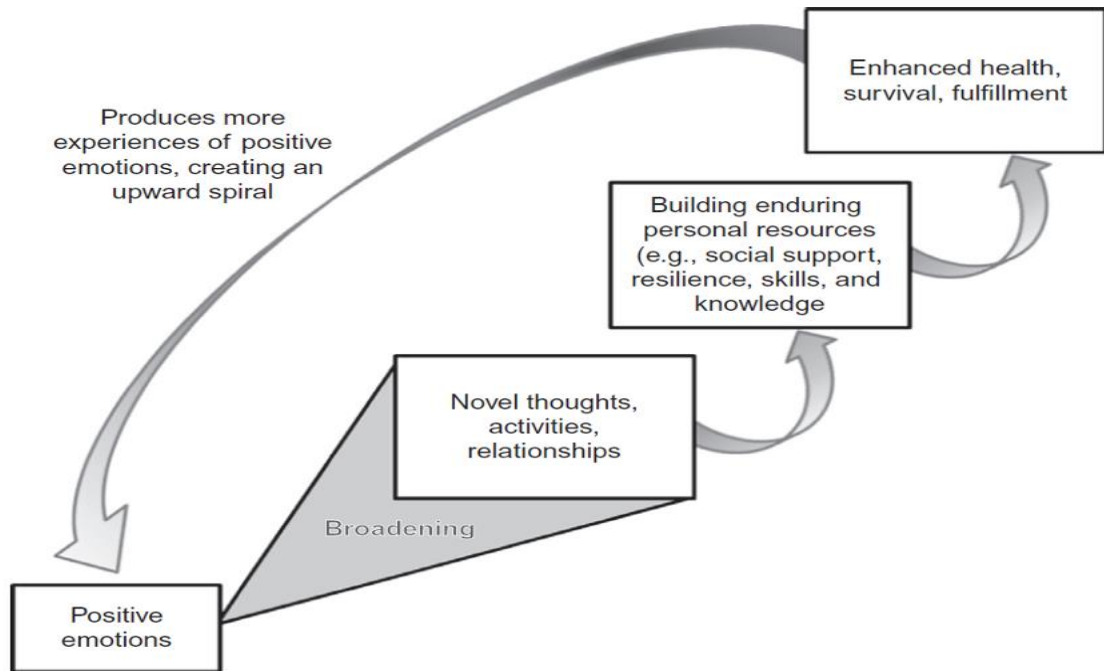 Enhanced health,
survival, fulfillment
Produces more
experiences of positive
emotions, creating an
upward spiral
Building enduring
personal resources
(e.g., social support,
resilience, skills, and
knowledge
Novel thoughts,
activities,
relationships
Broadening
Positive
emotions